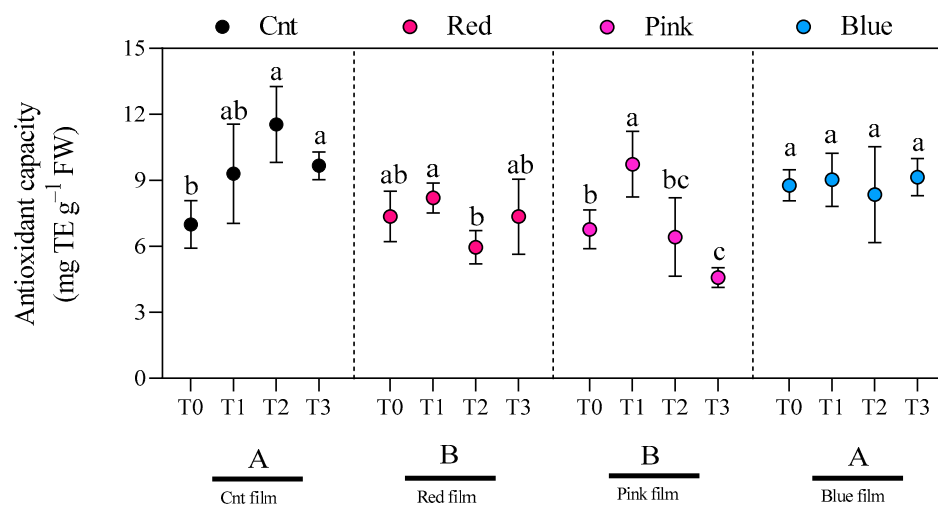 Cnt Red Pink Blue
Antioxidant capacity
(mg TE g⁻¹ FW)
15
12
9
6
3
0
b ab a a
ab a b ab
b a bc c
a a a a
T0 T1 T2 T3 T0 T1 T2 T3 T0 T1 T2 T3 T0 T1 T2 T3
A B B A
Cnt film Red film Pink film Blue film